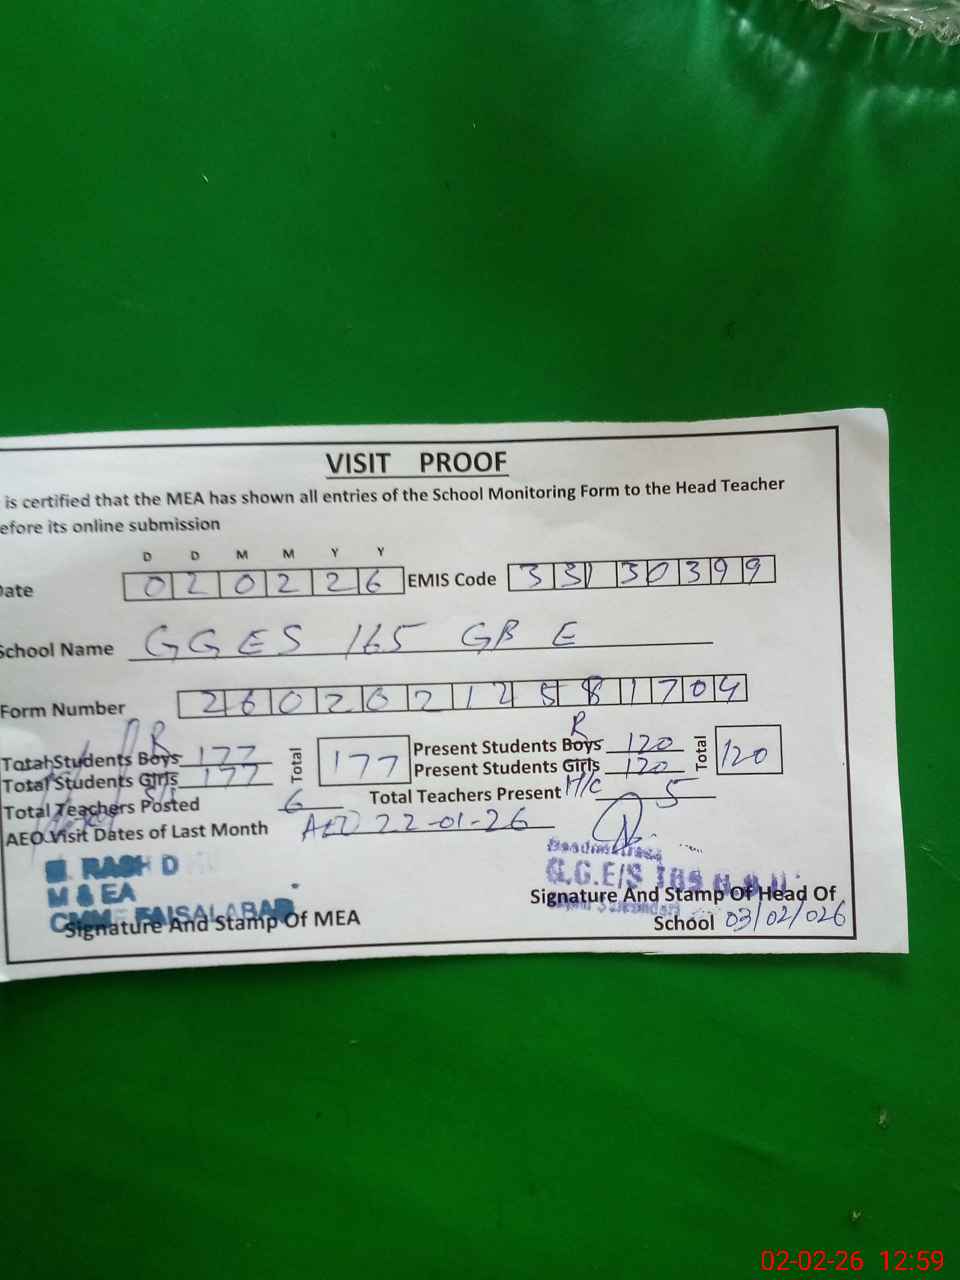 VISIT PROOF
is certified that the MEA has shown all entries of the School Monitoring Form to the Head Teacher
efore its online submission
D D M M Y Y
Date 0 2 0 2 2 6 EMIS Code 3 3 1 3 0 3 9 9
School Name GGES 165 GB E
Form Number 2 6 0 2 0 2 1 2 5 8 1 7 0 4
Total Students Boys 177 Total 177 Present Students Boys 120 Total 120
Total Students Girls 177 Present Students Girls 120
Total Teachers Posted 6 Total Teachers Present H/C 5
AEO Visit Dates of Last Month AEO 22-01-26
M & EA
FAISALABAD
G.G.E/S
Signature And Stamp Of MEA
Signature And Stamp Of Head Of
School 03/02/026
02-02-26 12:59